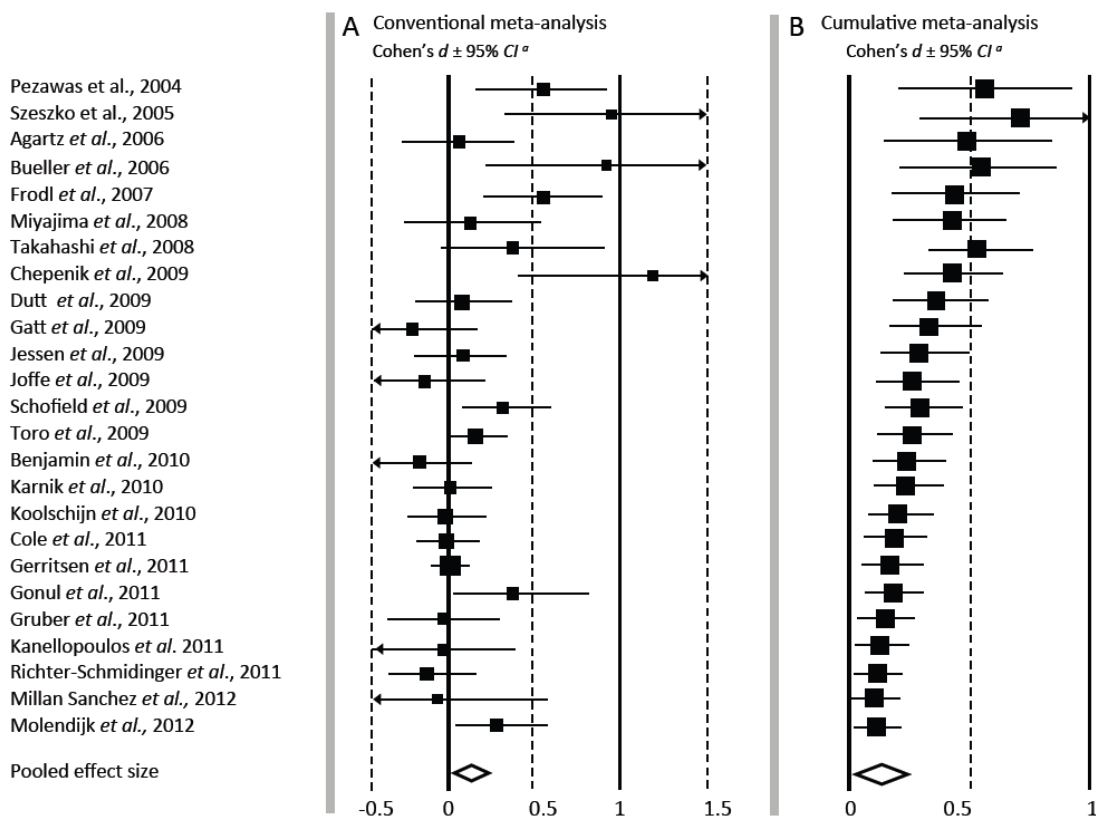 A Conventional meta-analysis
Cohen's d ± 95% CI a
B Cumulative meta-analysis
Cohen's d ± 95% CI a
Pezawas et al., 2004
Szeszko et al., 2005
Agartz et al., 2006
Bueller et al., 2006
Frodl et al., 2007
Miyajima et al., 2008
Takahashi et al., 2008
Chepenik et al., 2009
Dutt et al., 2009
Gatt et al., 2009
Jessen et al., 2009
Joffe et al., 2009
Schofield et al., 2009
Toro et al., 2009
Benjamin et al., 2010
Karnik et al., 2010
Koolschijn et al., 2010
Cole et al., 2011
Gerritsen et al., 2011
Gonul et al., 2011
Gruber et al., 2011
Kanellopoulos et al. 2011
Richter-Schmidinger et al., 2011
Millan Sanchez et al., 2012
Molendijk et al., 2012
Pooled effect size
-0.5 0 0.5 1 1.5
0 0.5 1